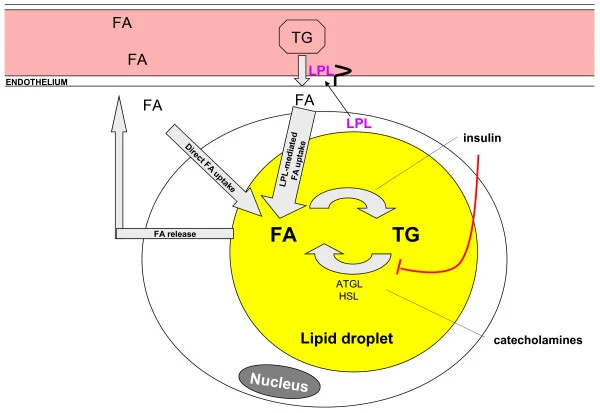 FA
TG
FA
LPL
ENDOTHELIUM
FA
FA
LPL
insulin
Direct FA uptake
LPL-mediated
FA uptake
FA release
FA
TG
ATGL
HSL
Lipid droplet
catecholamines
Nucleus